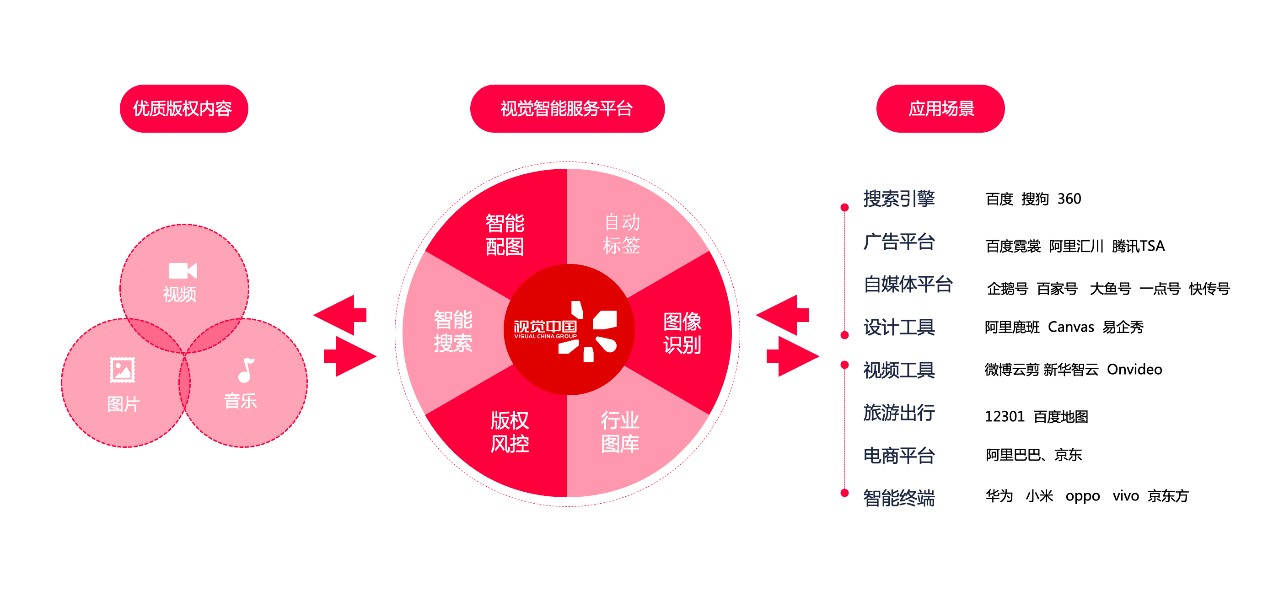 优质版权内容
视频
图片
音乐
视觉智能服务平台
智能
配图
自动
标签
智能
搜索
视觉中国
VISUAL CHINA GROUP
图像
识别
版权
风控
行业
图库
应用场景
搜索引擎 百度 搜狗 360
广告平台 百度霓裳 阿里汇川 腾讯TSA
自媒体平台 企鹅号 百家号 大鱼号 一点号 快传号
设计工具 阿里鹿班 Canvas 易企秀
视频工具 微博云剪 新华智云 Onvideo
旅游出行 12301 百度地图
电商平台 阿里巴巴、京东
智能终端 华为 小米 oppo vivo 京东方